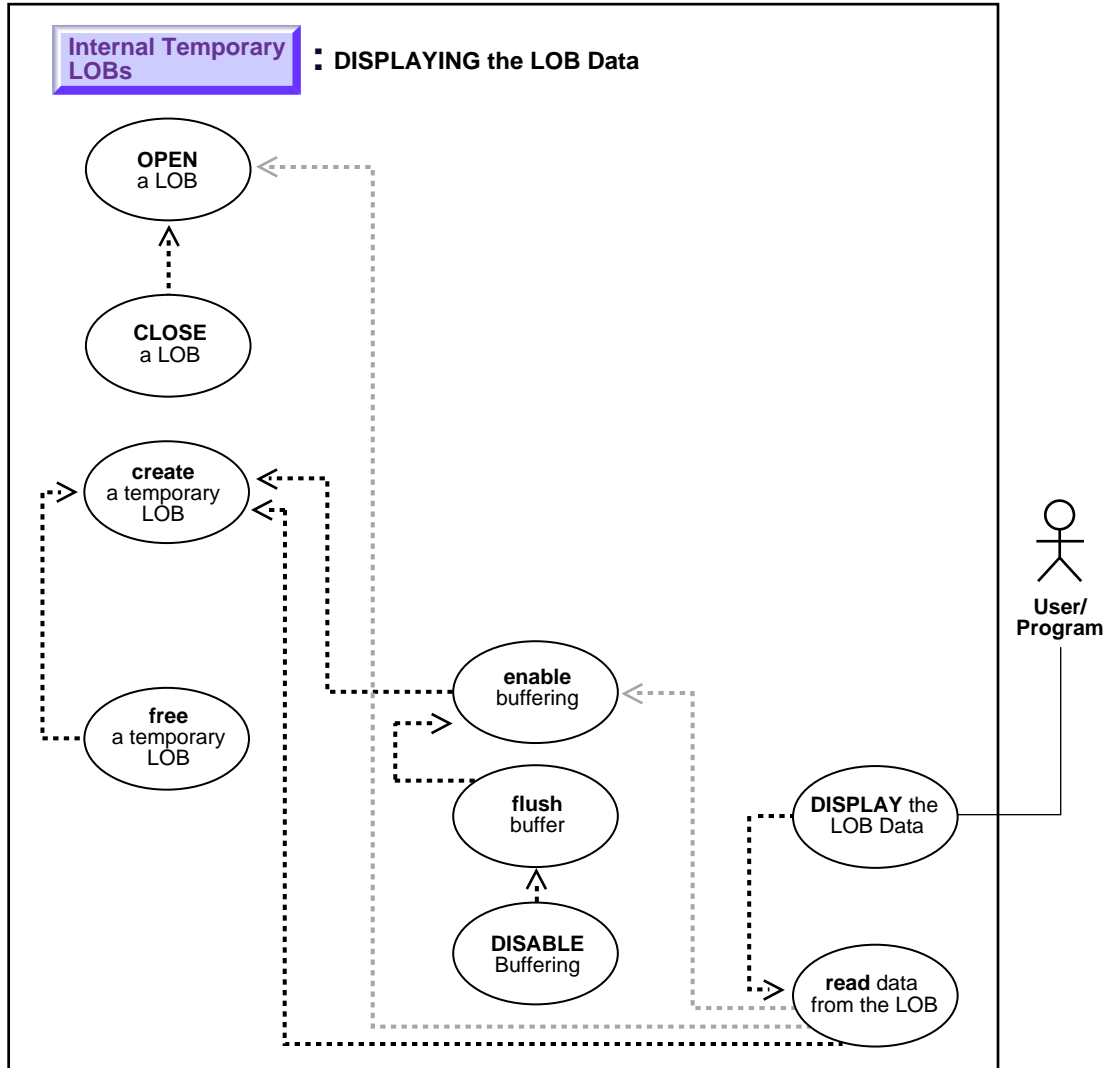 Internal Temporary
LOBs
: DISPLAYING the LOB Data
OPEN
a LOB
CLOSE
a LOB
create
a temporary
LOB
User/
Program
enable
buffering
free
a temporary
LOB
flush
buffer
DISPLAY the
LOB Data
DISABLE
Buffering
read data
from the LOB